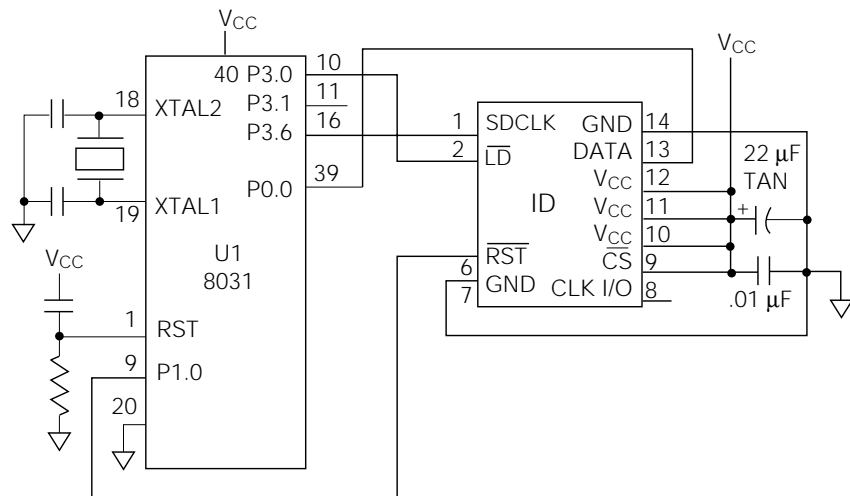 VCC
40
P3.0
10
P3.1
11
P3.6
16
P0.0
39
18
XTAL2
19
XTAL1
U1
8031
VCC
1
RST
9
P1.0
20
1
SDCLK
2
LD
ID
RST
6
GND
7
GND
14
DATA
13
VCC
12
VCC
11
VCC
10
CS
9
CLK I/O
8
VCC
22 μF
TAN
+
.01 μF